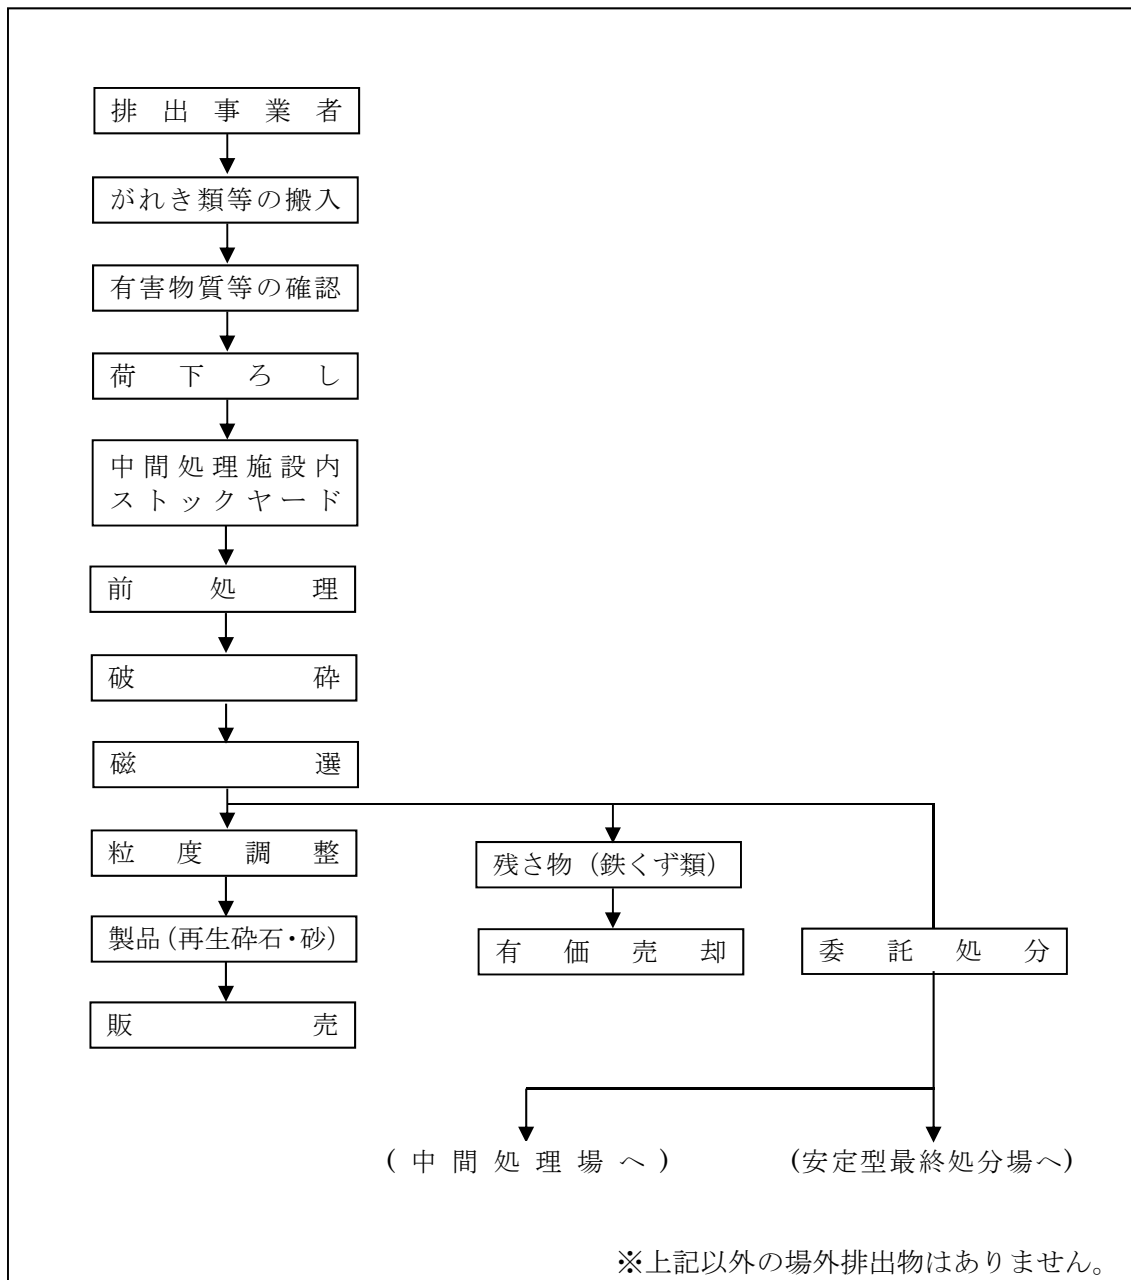 排出事業者
がれき類等の搬入
有害物質等の確認
荷下ろし
中間処理施設内
ストックヤード
前処理
破砕
磁選
粒度調整
残さ物（鉄くず類）
製品（再生砕石・砂）
有価売却
委託処分
販売
(中間処理場へ)
(安定型最終処分場へ)
※上記以外の場外排出物はありません。